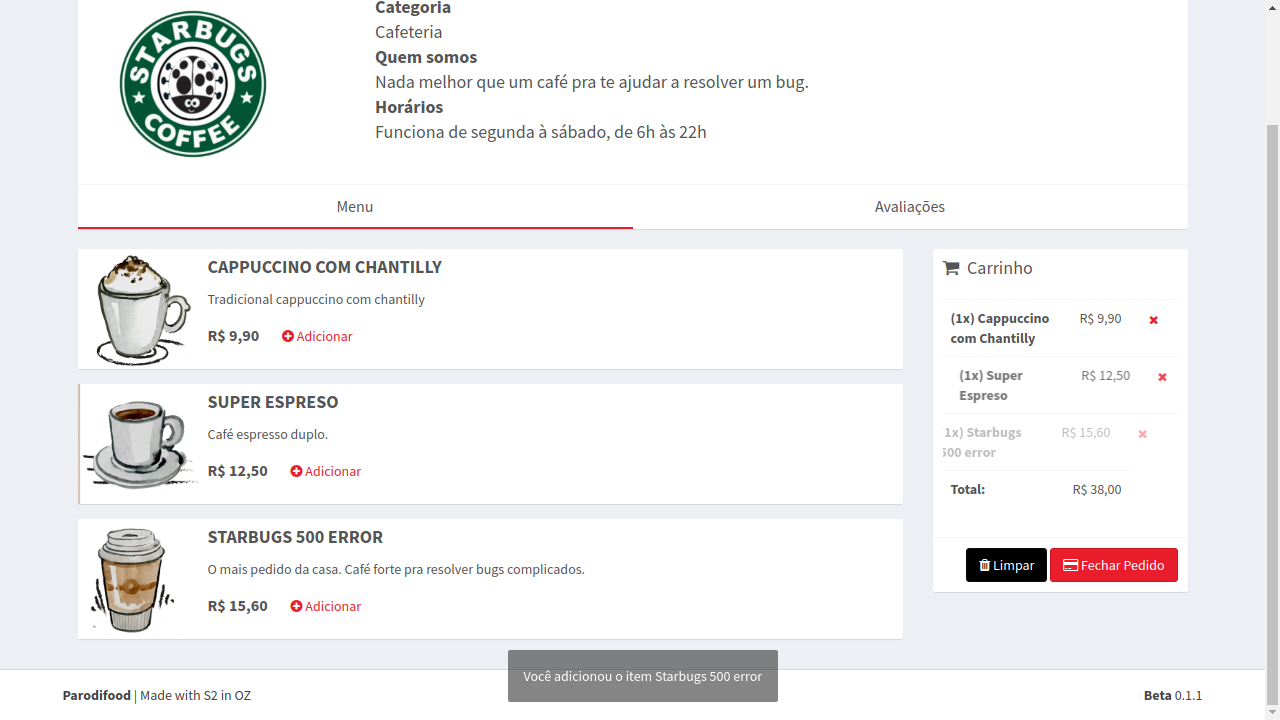 STARBUGS
COFFEE
Categoria
Cafeteria
Quem somos
Nada melhor que um café pra te ajudar a resolver um bug.
Horários
Funciona de segunda à sábado, de 6h às 22h
Menu
Avaliações
CAPPUCCINO COM CHANTILLY
Tradicional cappuccino com chantilly
R$ 9,90 Adicionar
SUPER ESPRESO
Café espresso duplo.
R$ 12,50 Adicionar
STARBUGS 500 ERROR
O mais pedido da casa. Café forte pra resolver bugs complicados.
R$ 15,60 Adicionar
Carrinho
(1x) Cappuccino R$ 9,90
com Chantilly
(1x) Super R$ 12,50
Espreso
1x) Starbugs R$ 15,60
500 error
Total: R$ 38,00
Limpar Fechar Pedido
Você adicionou o item Starbugs 500 error
Parodifood | Made with S2 in OZ
Beta 0.1.1